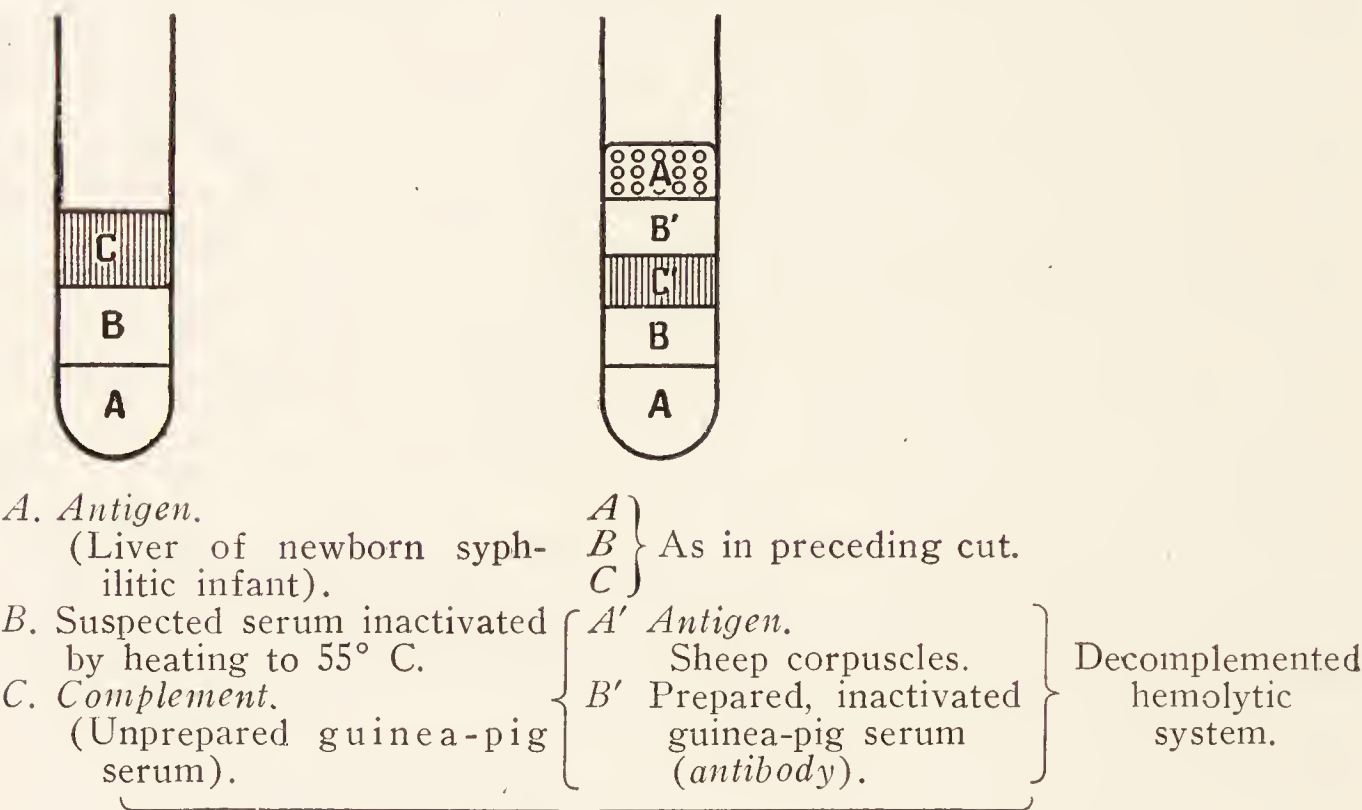 C
B
A
A
B′
C′
B
A
A. Antigen.
(Liver of newborn syph-
ilitic infant).
B. Suspected serum inactivated
by heating to 55° C.
C. Complement.
(Unprepared guinea-pig
serum).
A
B
C
As in preceding cut.
A′ Antigen.
Sheep corpuscles.
B′ Prepared, inactivated
guinea-pig serum
(antibody).
Decomplemented
hemolytic
system.